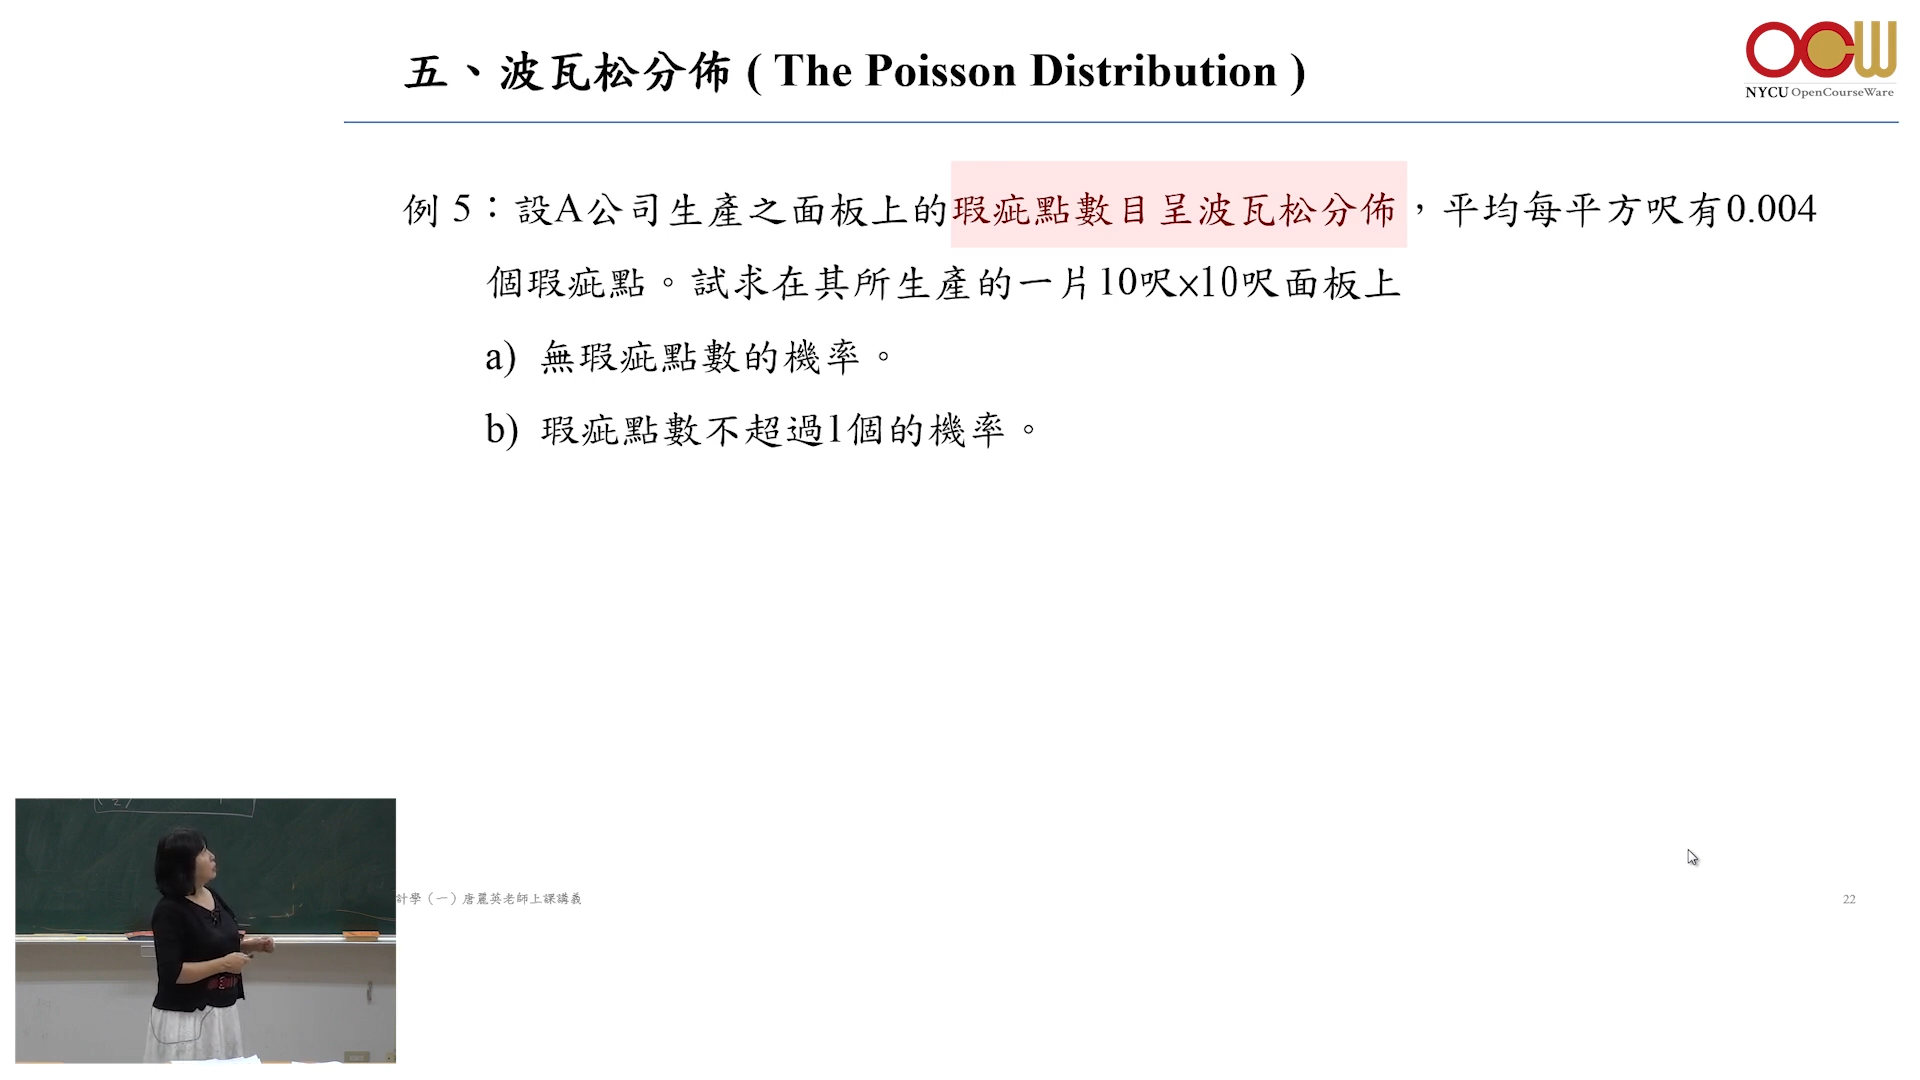 五、波瓦松分佈 ( The Poisson Distribution )
OCW
NYCU OpenCourseWare
例 5：設A公司生產之面板上的瑕疵點數目呈波瓦松分佈，平均每平方呎有0.004
個瑕疵點。試求在其所生產的一片10呎×10呎面板上
a) 無瑕疵點數的機率。
b) 瑕疵點數不超過1個的機率。
計學（一）唐麗英老師上課講義
22